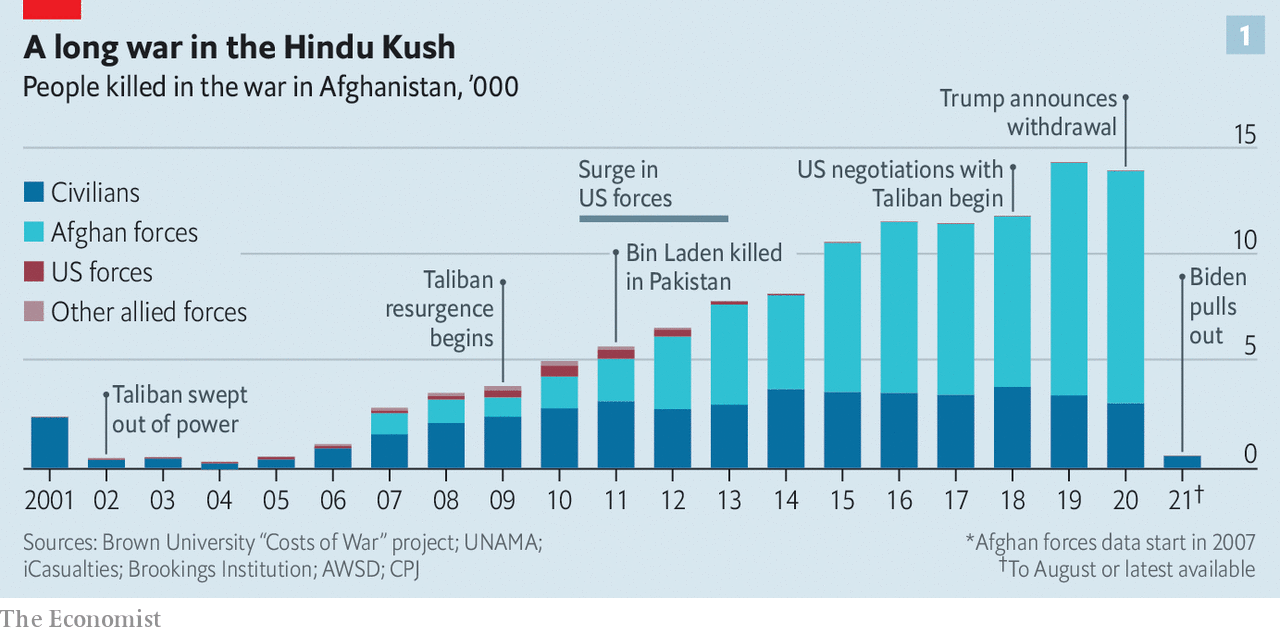 A long war in the Hindu Kush
1
People killed in the war in Afghanistan, ’000
Trump announces
withdrawal
15
Civilians
Afghan forces
US forces
Other allied forces
Surge in
US forces
US negotiations with
Taliban begin
10
Bin Laden killed
in Pakistan
Taliban
resurgence
begins
Biden
pulls
out
5
Taliban swept
out of power
0
2001 02 03 04 05 06 07 08 09 10 11 12 13 14 15 16 17 18 19 20 21†
Sources: Brown University “Costs of War” project; UNAMA;
iCasualties; Brookings Institution; AWSD; CPJ
*Afghan forces data start in 2007
†To August or latest available
The Economist